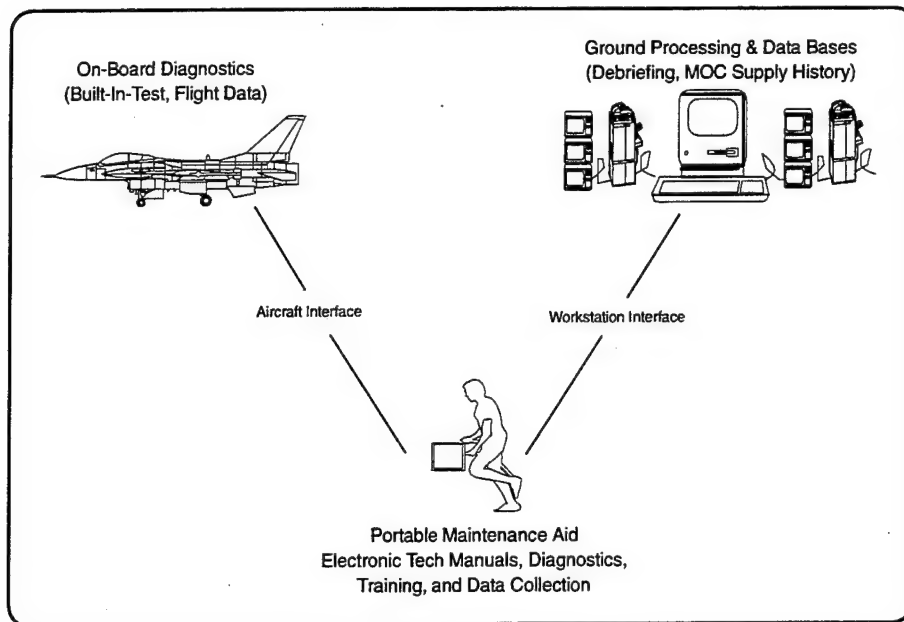 On-Board Diagnostics
(Built-In-Test, Flight Data)
Ground Processing & Data Bases
(Debriefing, MOC Supply History)
Aircraft Interface
Workstation Interface
Portable Maintenance Aid
Electronic Tech Manuals, Diagnostics,
Training, and Data Collection